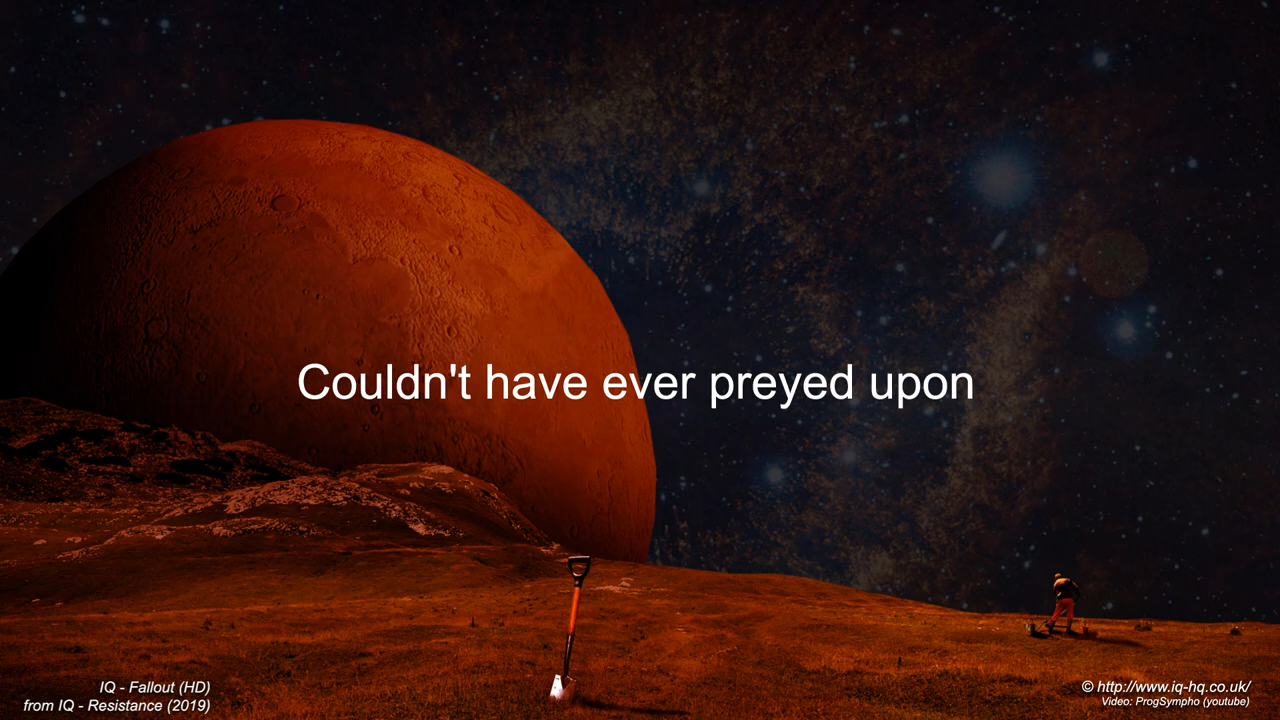 Couldn't have ever preyed upon
IQ - Fallout (HD)
from IQ - Resistance (2019)
© http://www.iq-hq.co.uk/
Video: ProgSympho (youtube)